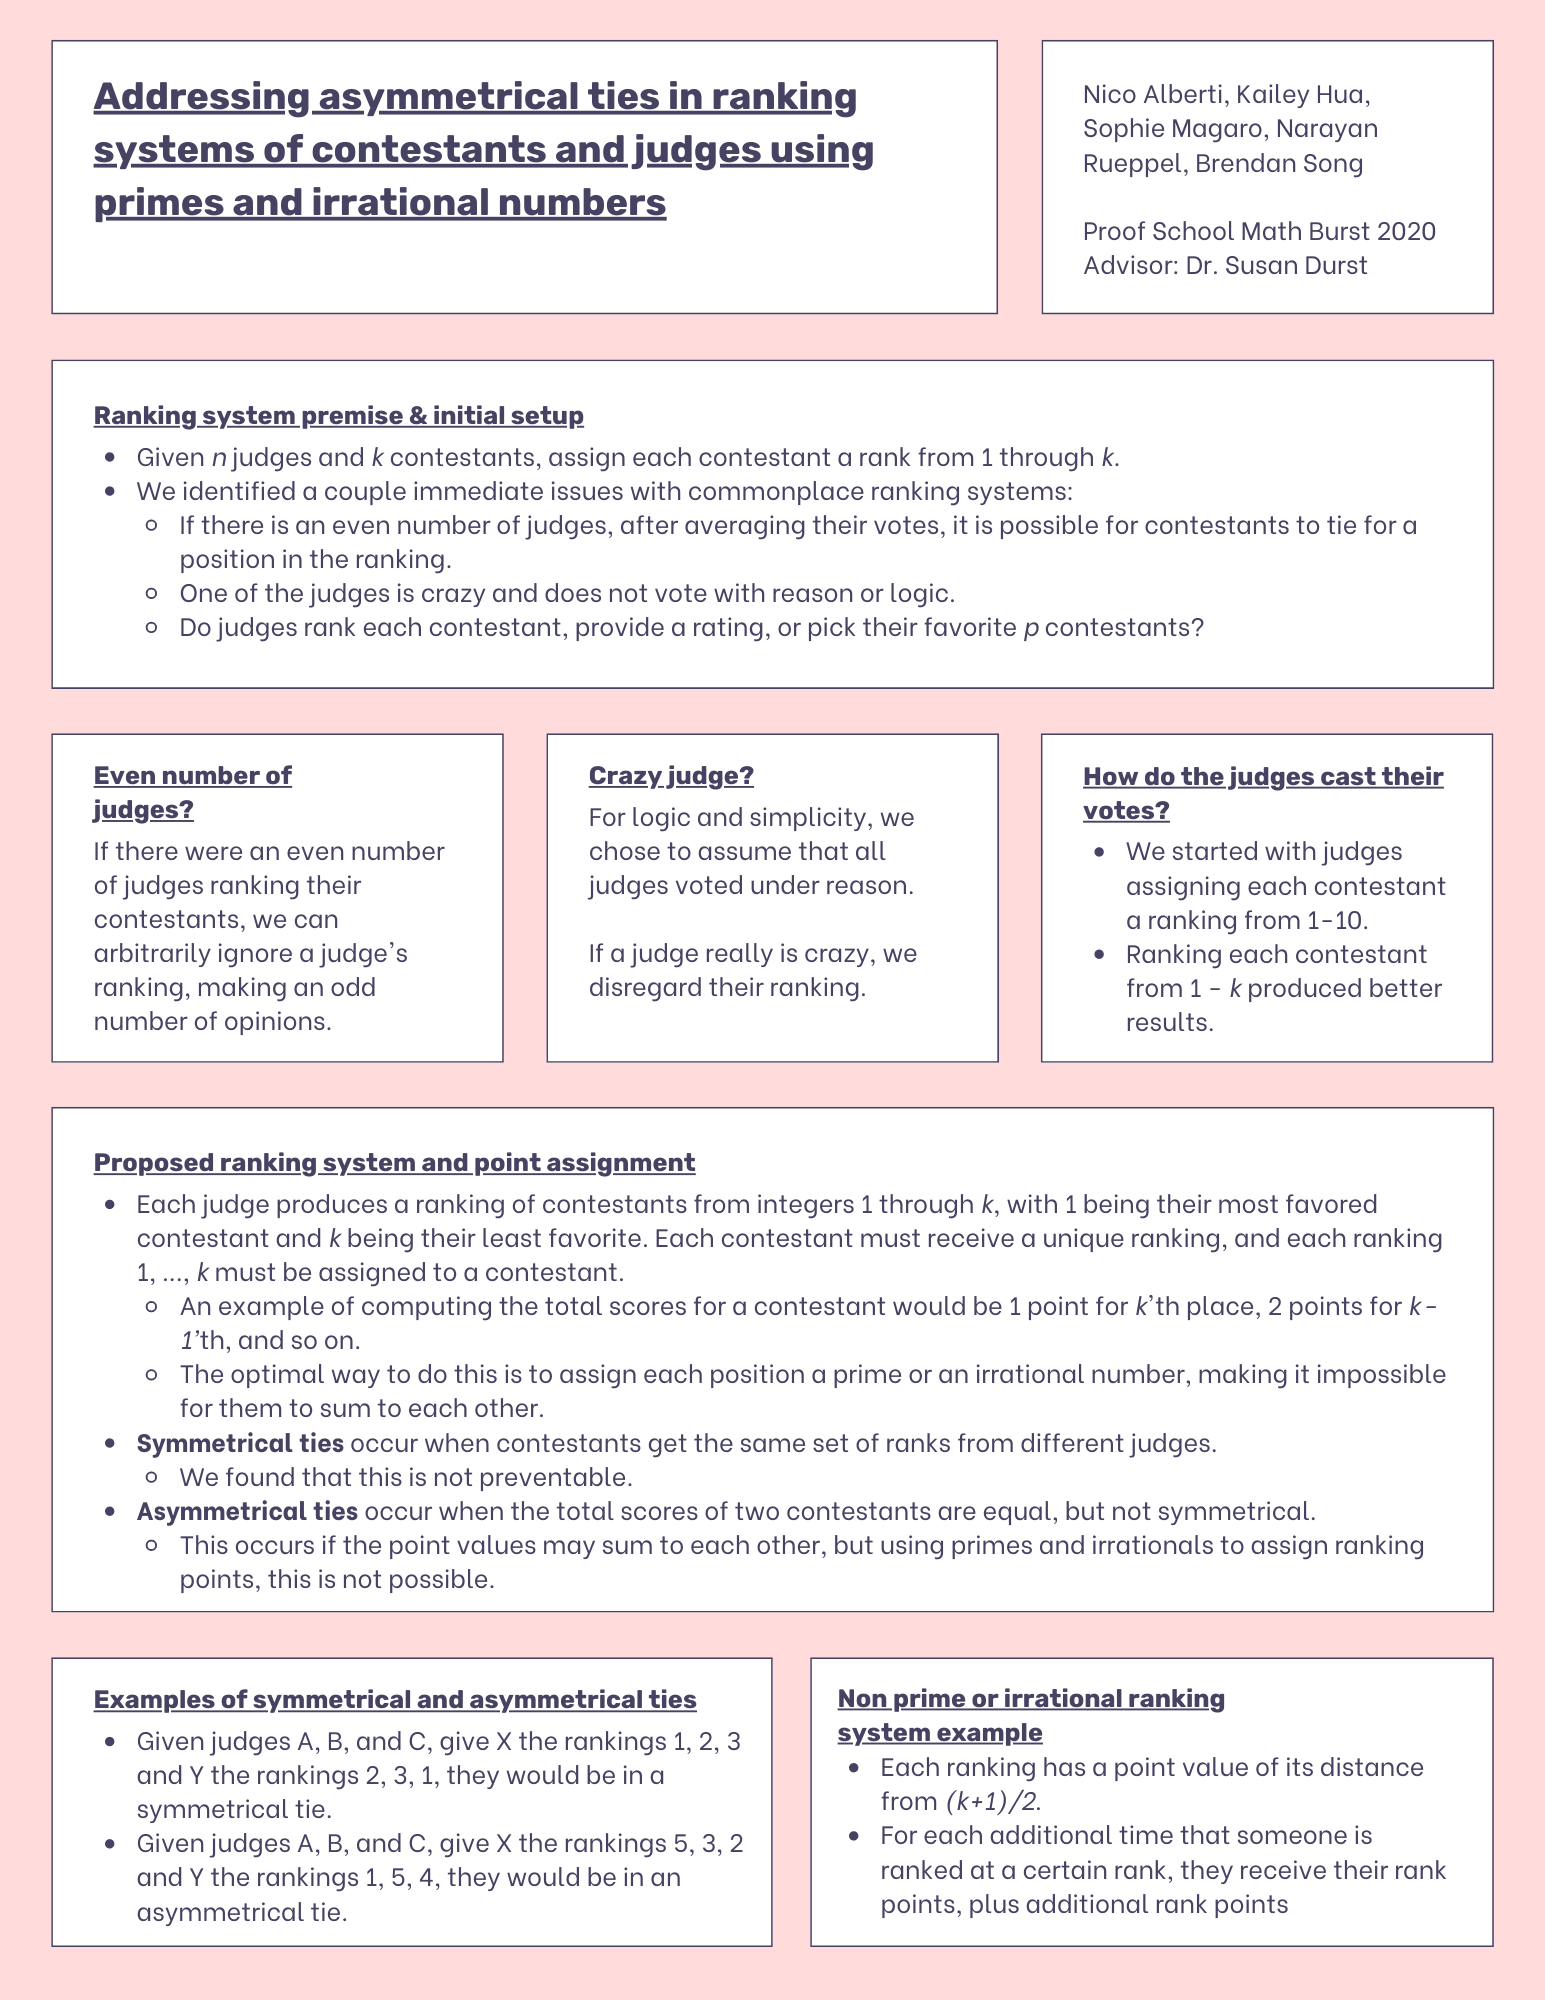 Addressing asymmetrical ties in ranking
systems of contestants and judges using
primes and irrational numbers
Nico Alberti, Kailey Hua,
Sophie Magaro, Narayan
Rueppel, Brendan Song
Proof School Math Burst 2020
Advisor: Dr. Susan Durst
Ranking system premise & initial setup
• Given n judges and k contestants, assign each contestant a rank from 1 through k.
• We identified a couple immediate issues with commonplace ranking systems:
○ If there is an even number of judges, after averaging their votes, it is possible for contestants to tie for a
position in the ranking.
○ One of the judges is crazy and does not vote with reason or logic.
○ Do judges rank each contestant, provide a rating, or pick their favorite p contestants?
Even number of
judges?
If there were an even number
of judges ranking their
contestants, we can
arbitrarily ignore a judge's
ranking, making an odd
number of opinions.
Crazy judge?
For logic and simplicity, we
chose to assume that all
judges voted under reason.
If a judge really is crazy, we
disregard their ranking.
How do the judges cast their
votes?
• We started with judges
assigning each contestant
a ranking from 1-10.
• Ranking each contestant
from 1 - k produced better
results.
Proposed ranking system and point assignment
• Each judge produces a ranking of contestants from integers 1 through k, with 1 being their most favored
contestant and k being their least favorite. Each contestant must receive a unique ranking, and each ranking
1, ..., k must be assigned to a contestant.
○ An example of computing the total scores for a contestant would be 1 point for k'th place, 2 points for k-
1'th, and so on.
○ The optimal way to do this is to assign each position a prime or an irrational number, making it impossible
for them to sum to each other.
• Symmetrical ties occur when contestants get the same set of ranks from different judges.
○ We found that this is not preventable.
• Asymmetrical ties occur when the total scores of two contestants are equal, but not symmetrical.
○ This occurs if the point values may sum to each other, but using primes and irrationals to assign ranking
points, this is not possible.
Examples of symmetrical and asymmetrical ties
• Given judges A, B, and C, give X the rankings 1, 2, 3
and Y the rankings 2, 3, 1, they would be in a
symmetrical tie.
• Given judges A, B, and C, give X the rankings 5, 3, 2
and Y the rankings 1, 5, 4, they would be in an
asymmetrical tie.
Non prime or irrational ranking
system example
• Each ranking has a point value of its distance
from (k+1)/2.
• For each additional time that someone is
ranked at a certain rank, they receive their rank
points, plus additional rank points